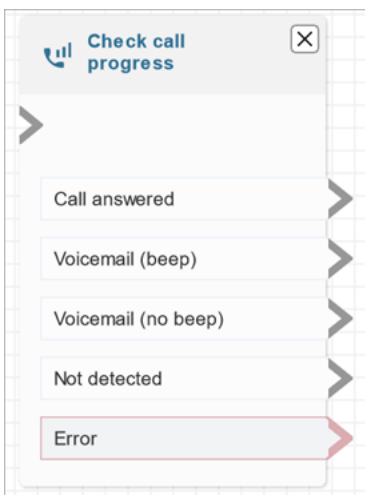 Check call
progress
Call answered
Voicemail (beep)
Voicemail (no beep)
Not detected
Error